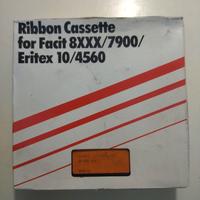 Ribbon Cassette
for Facit 8XXX/7900/
Eritex 10/4560